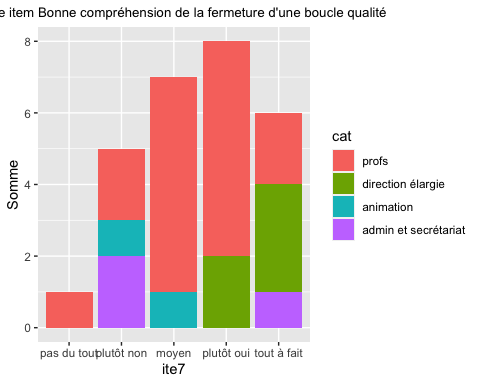 e item Bonne compréhension de la fermeture d'une boucle qualité
8
6
4
2
0
Somme
pas du tout plutôt non moyen plutôt oui tout à fait
ite7
cat
profs
direction élargie
animation
admin et secrétariat